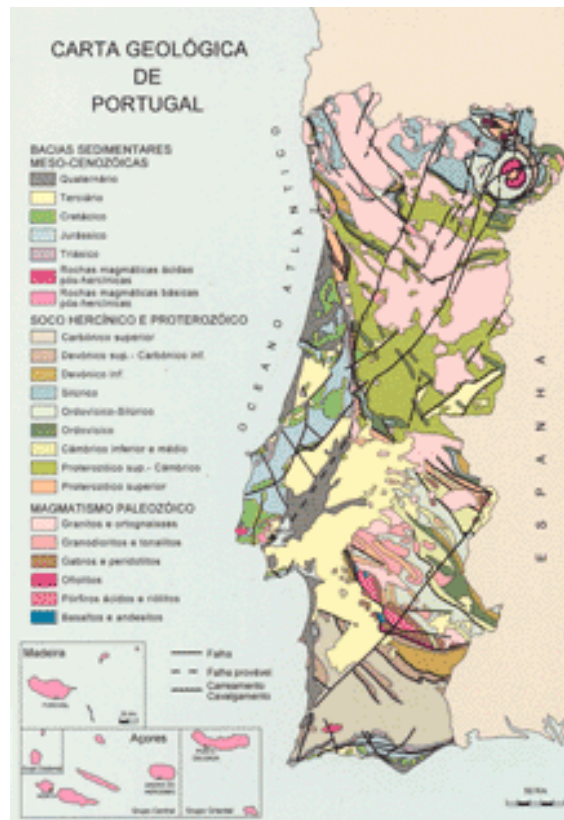 CARTA GEOLÓGICA
DE
PORTUGAL
BACIAS SEDIMENTARES
MESO-CENOZÓICAS
Quaternário
Terciário
Cretácico
Jurássico
Triásico
Rochas magmáticas ácidas
pós-hercínicas
Rochas magmáticas básicas
pós-hercínicas
SOCO HERCÍNICO E PROTEROZÓICO
Carbónico superior
Devónico sup.- Carbónico inf.
Devónico inf.
Silúrico
Ordovícico-Silúrico
Ordovícico
Câmbrico inferior e médio
Proterozóico sup.- Câmbrico
Proterozóico superior
MAGMATISMO PALEOZÓICO
Granitos e ortognaisses
Granodioritos e tonalitos
Gabros e peridotitos
Ofiolitos
Pórfiros ácidos e riólitos
Basaltos e andesitos
OCEANO ATLÂNTICO
ESPANHA
Madeira
Falha
Falha provável
Carreamento
Cavalgamento
Açores
Grupo Central
Grupo Oriental
50 Km